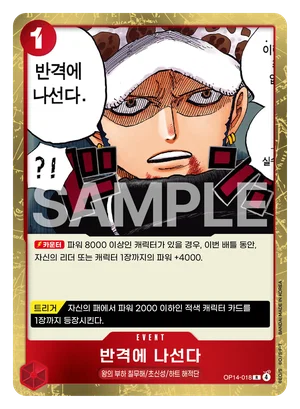 1
반격에
나선다.
?!
SAMPLE
카운터 파워 8000 이상인 캐릭터가 있을 경우, 이번 배틀 동안,
자신의 리더 또는 캐릭터 1장까지의 파워 +4000.
트리거 자신의 패에서 파워 2000 이하인 적색 캐릭터 카드를
1장까지 등장시킨다.
EVENT
반격에 나선다
왕의 부하 칠무해/초신성/하트 해적단
OP14-018 R